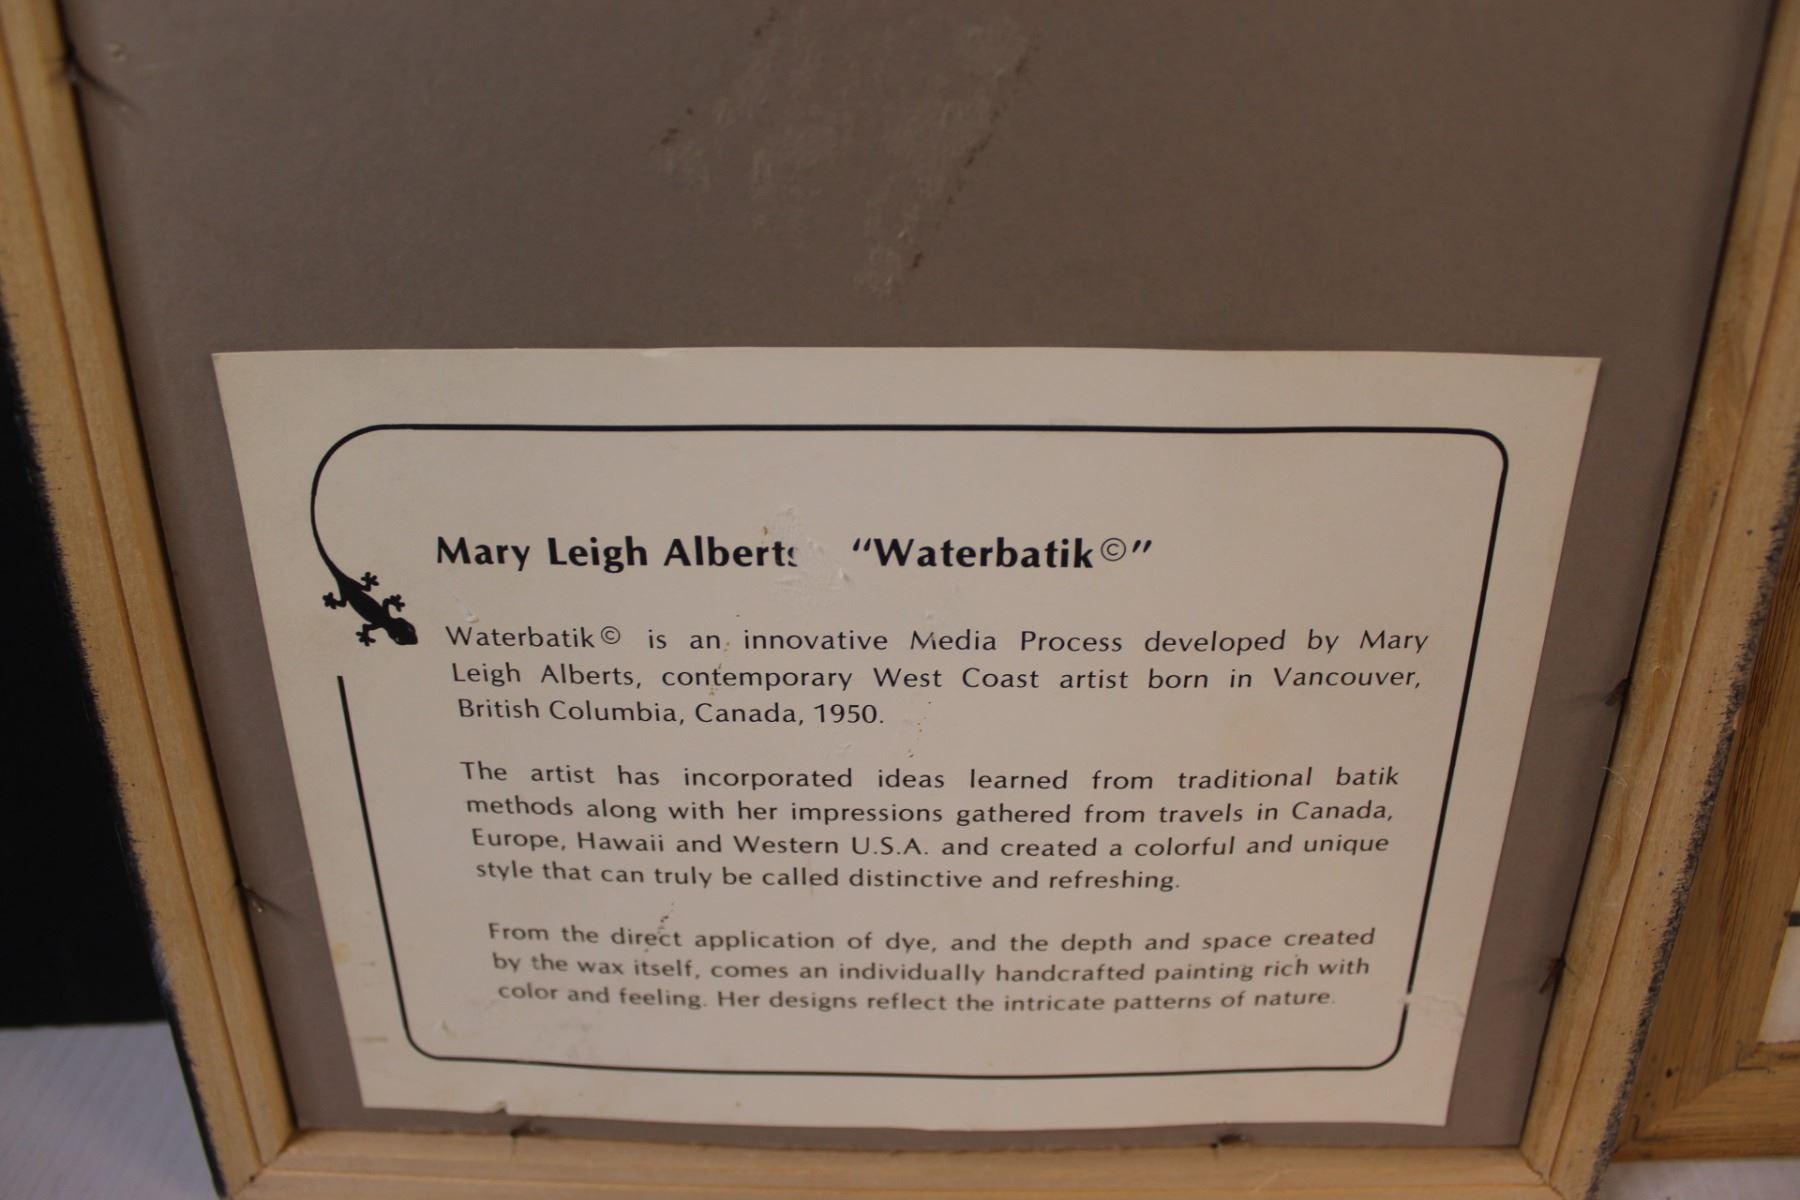 Mary Leigh Alberts “Waterbatik©”
Waterbatik© is an innovative Media Process developed by Mary
Leigh Alberts, contemporary West Coast artist born in Vancouver,
British Columbia, Canada, 1950.
The artist has incorporated ideas learned from traditional batik
methods along with her impressions gathered from travels in Canada,
Europe, Hawaii and Western U.S.A. and created a colorful and unique
style that can truly be called distinctive and refreshing.
From the direct application of dye, and the depth and space created
by the wax itself, comes an individually handcrafted painting rich with
color and feeling. Her designs reflect the intricate patterns of nature.